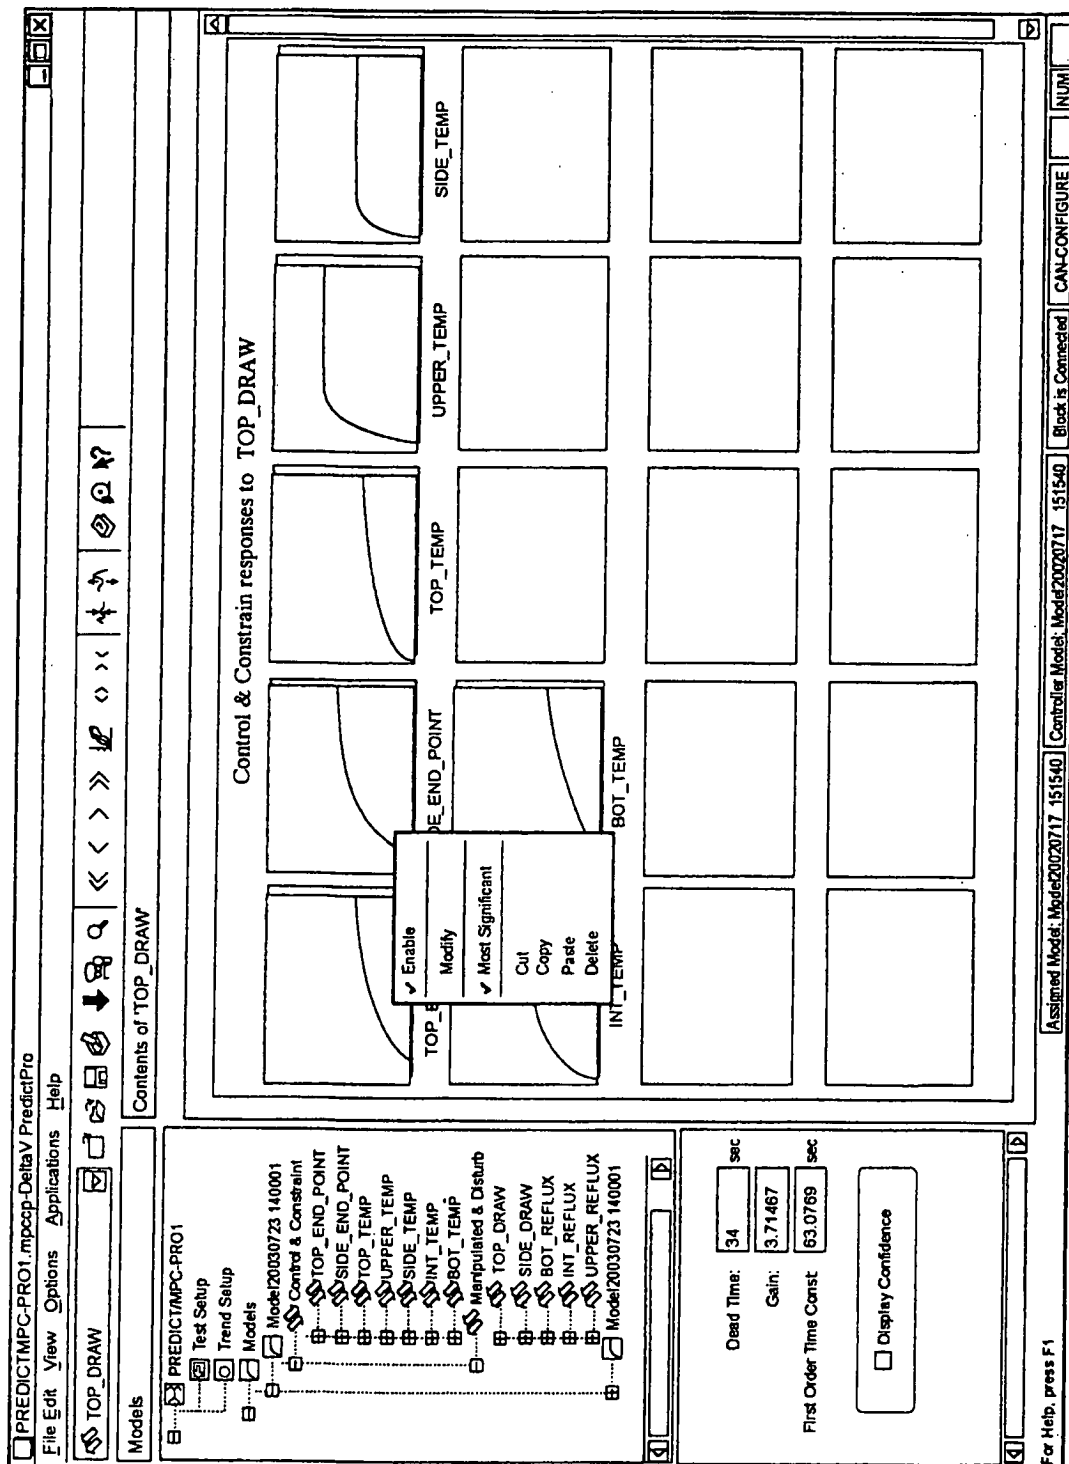 PREDICTMPC-PRO1.mpcop-DeltaV PredictPro
File Edit View Options Applications Help
TOP_DRAW
Models
Contents of 'TOP_DRAW'
PREDICT/MPC-PRO1
Test Setup
Trend Setup
Models
Model20030723 140001
Control & Constraint
TOP_END_POINT
SIDE_END_POINT
TOP_TEMP
UPPER_TEMP
SIDE_TEMP
INT_TEMP
BOT_TEMP
Manipulated & Disturb
TOP_DRAW
SIDE_DRAW
BOT_REFLUX
INT_REFLUX
UPPER_REFLUX
Model20030723 140001
Dead Time: 34 sec
Gain: 3.71467
First Order Time Const: 63.0769 sec
Display Confidence
Control & Constrain responses to TOP_DRAW
TOP_E
DE_END_POINT
TOP_TEMP
UPPER_TEMP
SIDE_TEMP
✔ Enable
Modify
✔ Most Significant
Cut
Copy
Paste
Delete
INT_TEMP
BOT_TEMP
For Help, press F1
Assigned Model: Model20020717 151540
Controller Model: Model20020717 151540
Block is Connected
CAN-CONFIGURE
NUM